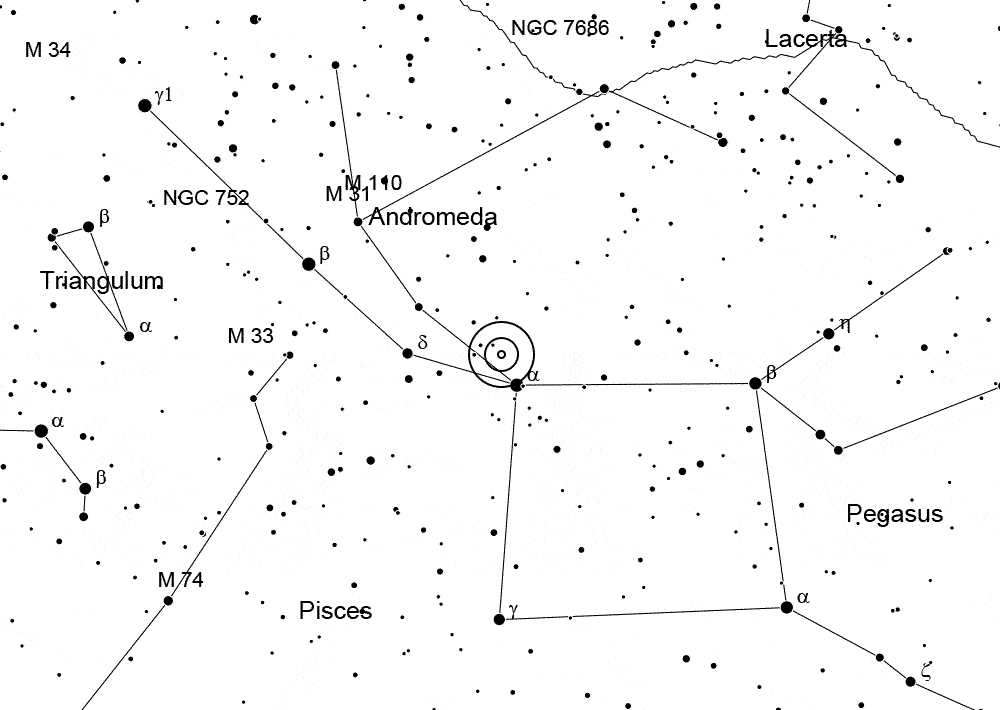 NGC 7686
Lacerta
M 34
γ1
M 110
M 31
NGC 752
Andromeda
β
β
Triangulum
α
M 33
δ
η
α
β
α
β
Pegasus
M 74
Pisces
γ
α
ζ